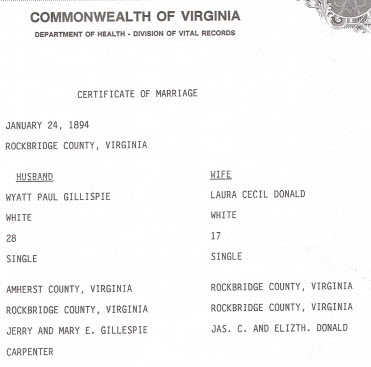 COMMONWEALTH OF VIRGINIA
DEPARTMENT OF HEALTH - DIVISION OF VITAL RECORDS
CERTIFICATE OF MARRIAGE
JANUARY 24, 1894
ROCKBRIDGE COUNTY, VIRGINIA
HUSBAND WIFE
WYATT PAUL GILLISPIE LAURA CECIL DONALD
WHITE WHITE
28 17
SINGLE SINGLE
AMHERST COUNTY, VIRGINIA ROCKBRIDGE COUNTY, VIRGINIA
ROCKBRIDGE COUNTY, VIRGINIA ROCKBRIDGE COUNTY, VIRGINIA
JERRY AND MARY E. GILLESPIE JAS. C. AND ELIZTH. DONALD
CARPENTER